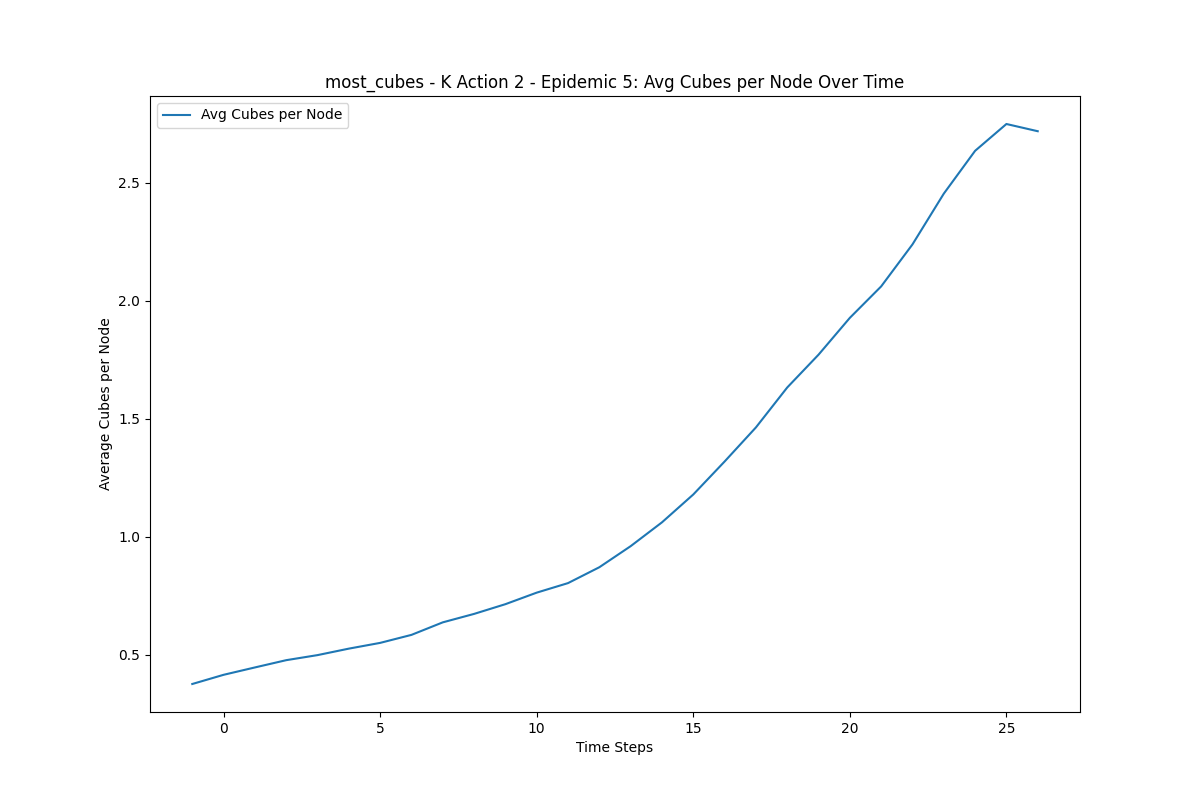 most_cubes - K Action 2 - Epidemic 5: Avg Cubes per Node Over Time
Avg Cubes per Node
2.5
2.0
1.5
1.0
0.5
Average Cubes per Node
0 5 10 15 20 25
Time Steps